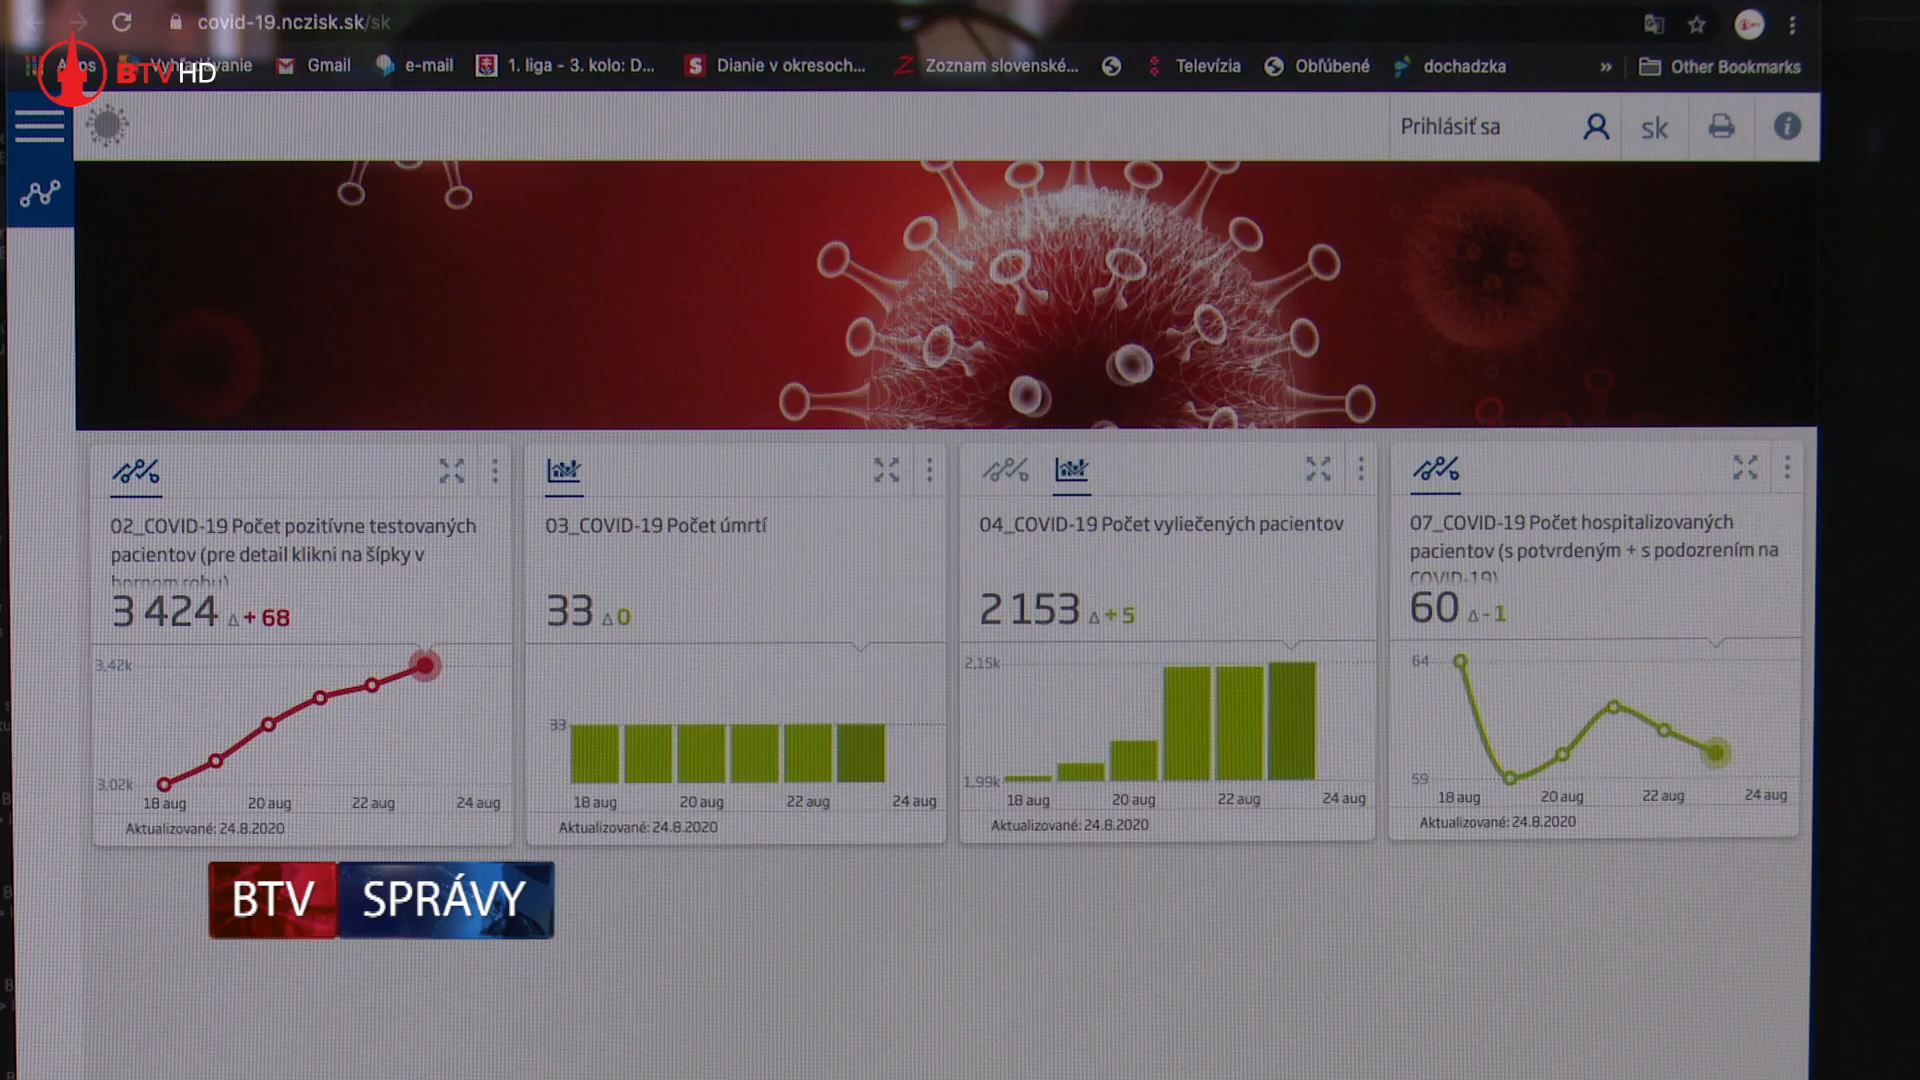 covid-19.nczisk.sk/sk
BTV HD
Apps
Vyhľadávanie
Gmail
e-mail
1. liga - 3. kolo: D...
Dianie v okresoch...
Zoznam slovenské...
Televízia
Obľúbené
dochadzka
»
Other Bookmarks
Prihlásiť sa
sk
02_COVID-19 Počet pozitívne testovaných
pacientov (pre detail klikni na šípky v
hornom rohu)
3 424 Δ + 68
3,42k
3,02k
18 aug 20 aug 22 aug 24 aug
Aktualizované: 24.8.2020
03_COVID-19 Počet úmrtí
33 Δ 0
33
18 aug 20 aug 22 aug 24 aug
Aktualizované: 24.8.2020
04_COVID-19 Počet vyliečených pacientov
2 153 Δ + 5
2,15k
1,99k
18 aug 20 aug 22 aug 24 aug
Aktualizované: 24.8.2020
07_COVID-19 Počet hospitalizovaných
pacientov (s potvrdeným + s podozrením na
COVID-19)
60 Δ - 1
64
59
18 aug 20 aug 22 aug 24 aug
Aktualizované: 24.8.2020
BTV SPRÁVY